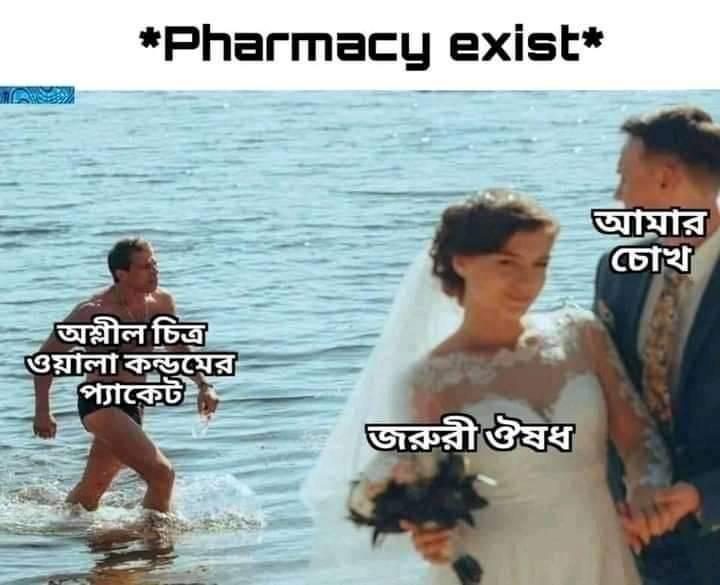 *Pharmacy exist*
আমার
চোখ
অশ্লীল চিত্র
ওয়ালা কন্ডমের
প্যাকেট
জরুরী ঔষধ